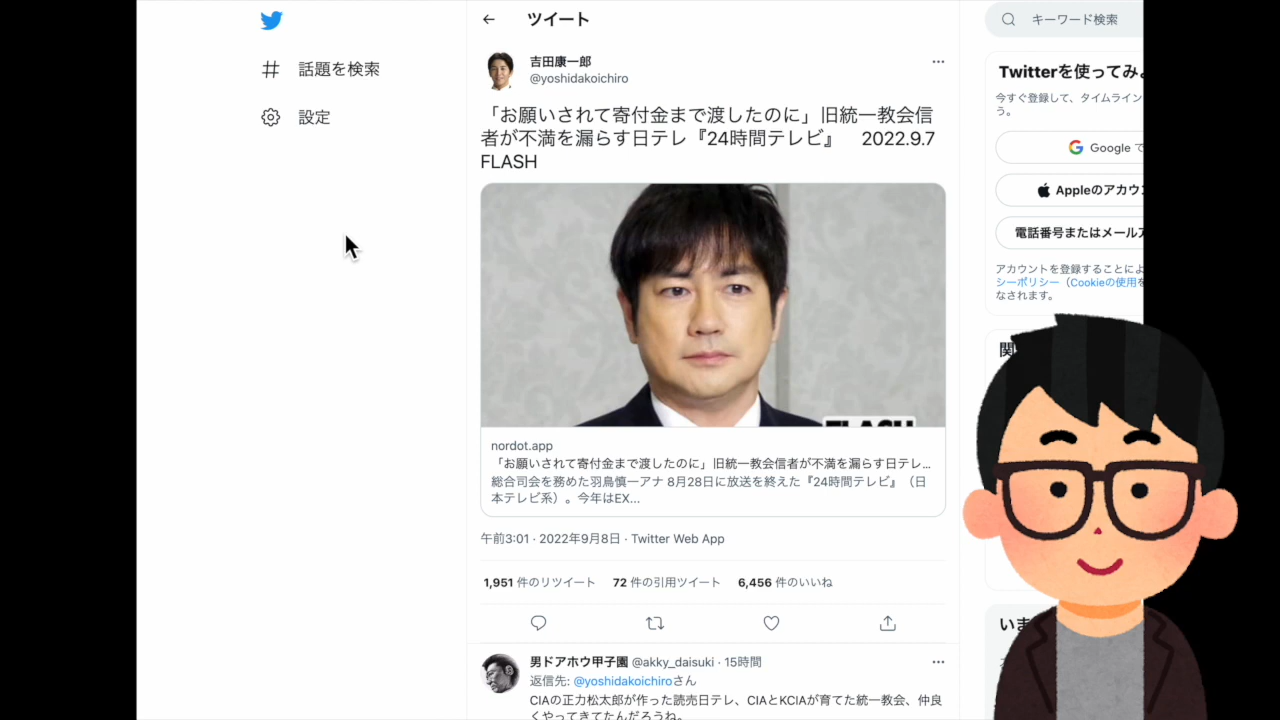 話題を検索
設定
ツイート
吉田康一郎
@yoshidakoichiro
「お願いされて寄付金まで渡したのに」旧統一教会信
者が不満を漏らす日テレ『24時間テレビ』　2022.9.7
FLASH
nordot.app
「お願いされて寄付金まで渡したのに」旧統一教会信者が不満を漏らす日テレ...
総合司会を務めた羽鳥慎一アナ 8月28日に放送を終えた『24時間テレビ』（日
本テレビ系）。今年はEX...
午前3:01 · 2022年9月8日 · Twitter Web App
1,951 件のリツイート 72 件の引用ツイート 6,456 件のいいね
男ドアホウ甲子園 @akky_daisuki · 15時間
返信先: @yoshidakoichiroさん
CIAの正力松太郎が作った読売日テレ、CIAとKCIAが育てた統一教会、仲良
くやってきてたんだろうね。
キーワード検索
Twitterを使ってみ
今すぐ登録して、タイムライン
う。
Google で
Appleのアカウ
電話番号またはメール
アカウントを登録することによ
シーポリシー（Cookieの使用を
なされます。
関
いま